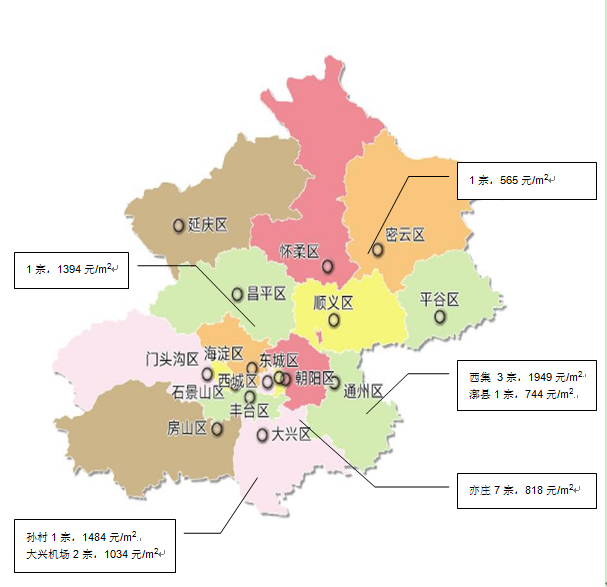 1 宗，565 元/m²
延庆区
密云区
怀柔区
1 宗，1394 元/m²
昌平区
顺义区
平谷区
门头沟区
海淀区
东城区
西城区
朝阳区
石景山区
通州区
西集 3 宗，1949 元/m²
漷县 1 宗，744 元/m²
丰台区
房山区
大兴区
亦庄 7 宗，818 元/m²
孙村 1 宗，1484 元/m²
大兴机场 2 宗，1034 元/m²